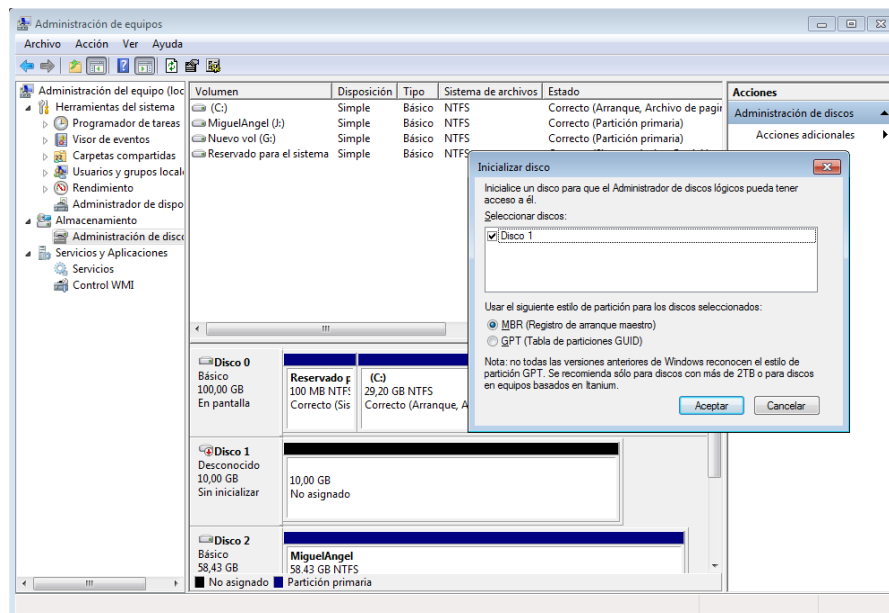 Administración de equipos
Archivo Acción Ver Ayuda
Administración del equipo (loc
Herramientas del sistema
Programador de tareas
Visor de eventos
Carpetas compartidas
Usuarios y grupos local
Rendimiento
Administrador de dispo
Almacenamiento
Administración de disco
Servicios y Aplicaciones
Servicios
Control WMI
Volumen Disposición Tipo Sistema de archivos Estado
(C:) Simple Básico NTFS Correcto (Arranque, Archivo de pagin
MiguelAngel (J:) Simple Básico NTFS Correcto (Partición primaria)
Nuevo vol (G:) Simple Básico NTFS Correcto (Partición primaria)
Reservado para el sistema Simple Básico NTFS
Acciones
Administración de discos
Acciones adicionales
Inicializar disco
Inicialice un disco para que el Administrador de discos lógicos pueda tener
acceso a él.
Seleccionar discos:
Disco 1
Usar el siguiente estilo de partición para los discos seleccionados:
MBR (Registro de arranque maestro)
GPT (Tabla de particiones GUID)
Nota: no todas las versiones anteriores de Windows reconocen el estilo de
partición GPT. Se recomienda sólo para discos con más de 2TB o para discos
en equipos basados en Itanium.
Aceptar Cancelar
Disco 0
Básico
100,00 GB
En pantalla
Reservado p
100 MB NTFS
Correcto (Sis
(C:)
29,20 GB NTFS
Correcto (Arranque, A
Disco 1
Desconocido
10,00 GB
Sin inicializar
10,00 GB
No asignado
Disco 2
Básico
58,43 GB
MiguelAngel
58.43 GB NTFS
No asignado Partición primaria